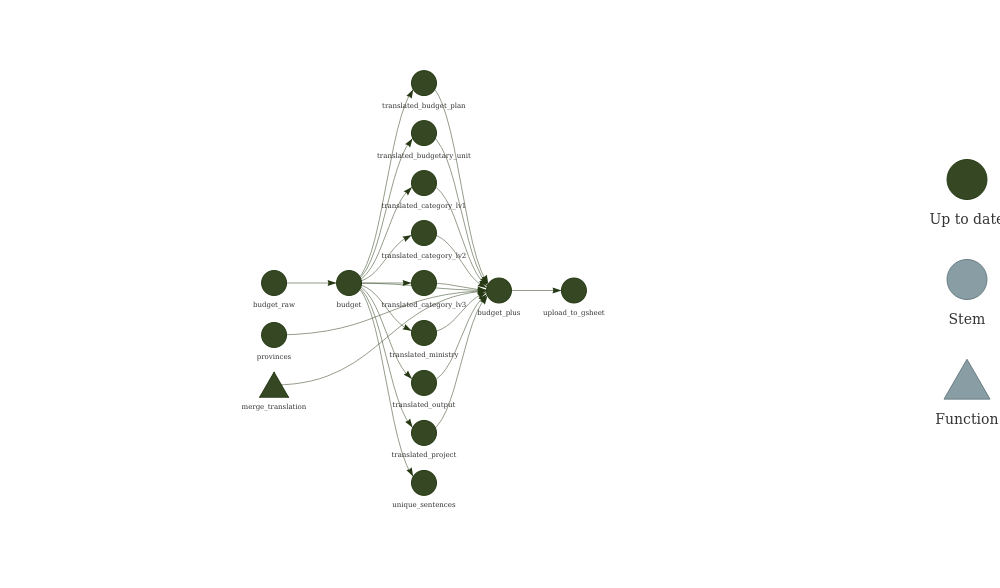 translated_budget_plan
translated_budgetary_unit
translated_category_lv1
translated_category_lv2
budget_raw
budget
translated_category_lv3
budget_plus
upload_to_gsheet
provinces
translated_ministry
merge_translation
translated_output
translated_project
unique_sentences
Up to date
Stem
Function